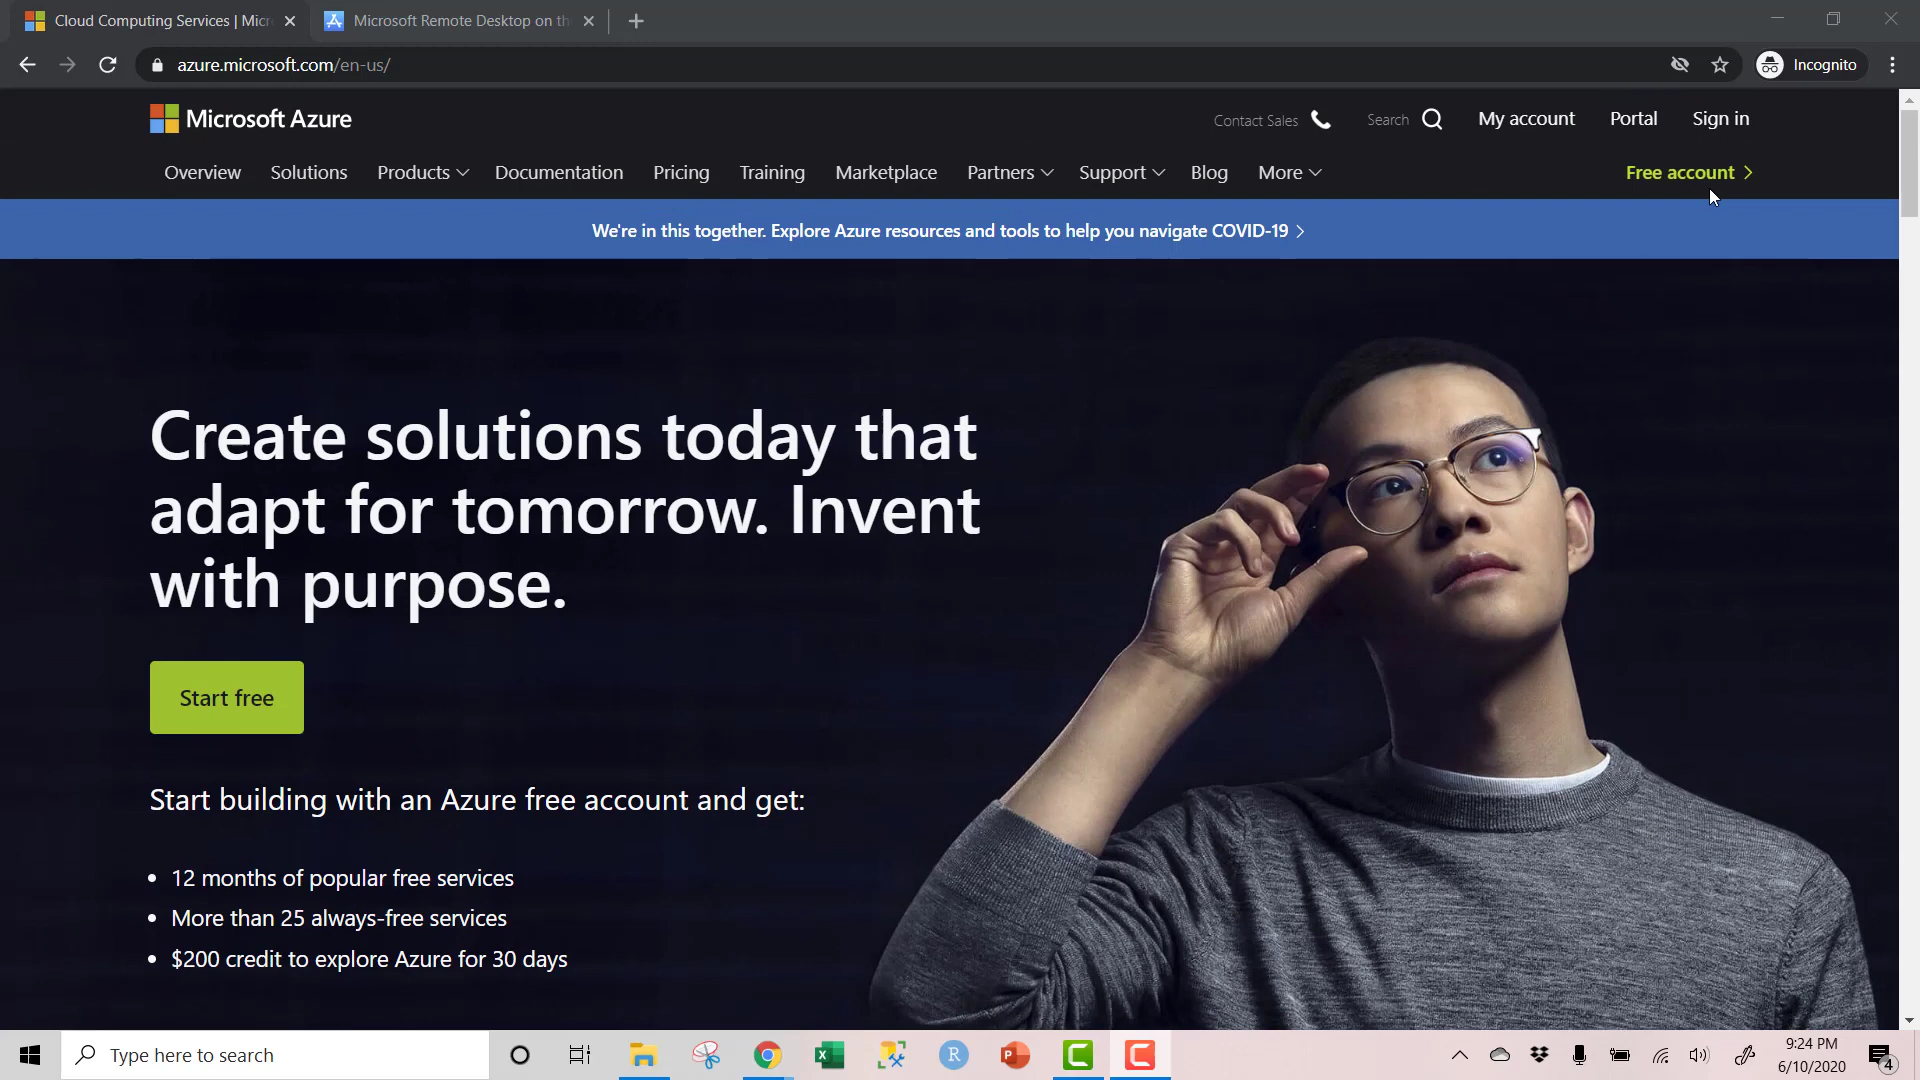 Cloud Computing Services | Micr
Microsoft Remote Desktop on th
azure.microsoft.com/en-us/
Incognito
Microsoft Azure
Contact Sales
Search
My account
Portal
Sign in
Overview
Solutions
Products
Documentation
Pricing
Training
Marketplace
Partners
Support
Blog
More
Free account
We're in this together. Explore Azure resources and tools to help you navigate COVID-19
Create solutions today that
adapt for tomorrow. Invent
with purpose.
Start free
Start building with an Azure free account and get:
• 12 months of popular free services
• More than 25 always-free services
• $200 credit to explore Azure for 30 days
Type here to search
R
P
9:24 PM
6/10/2020
4